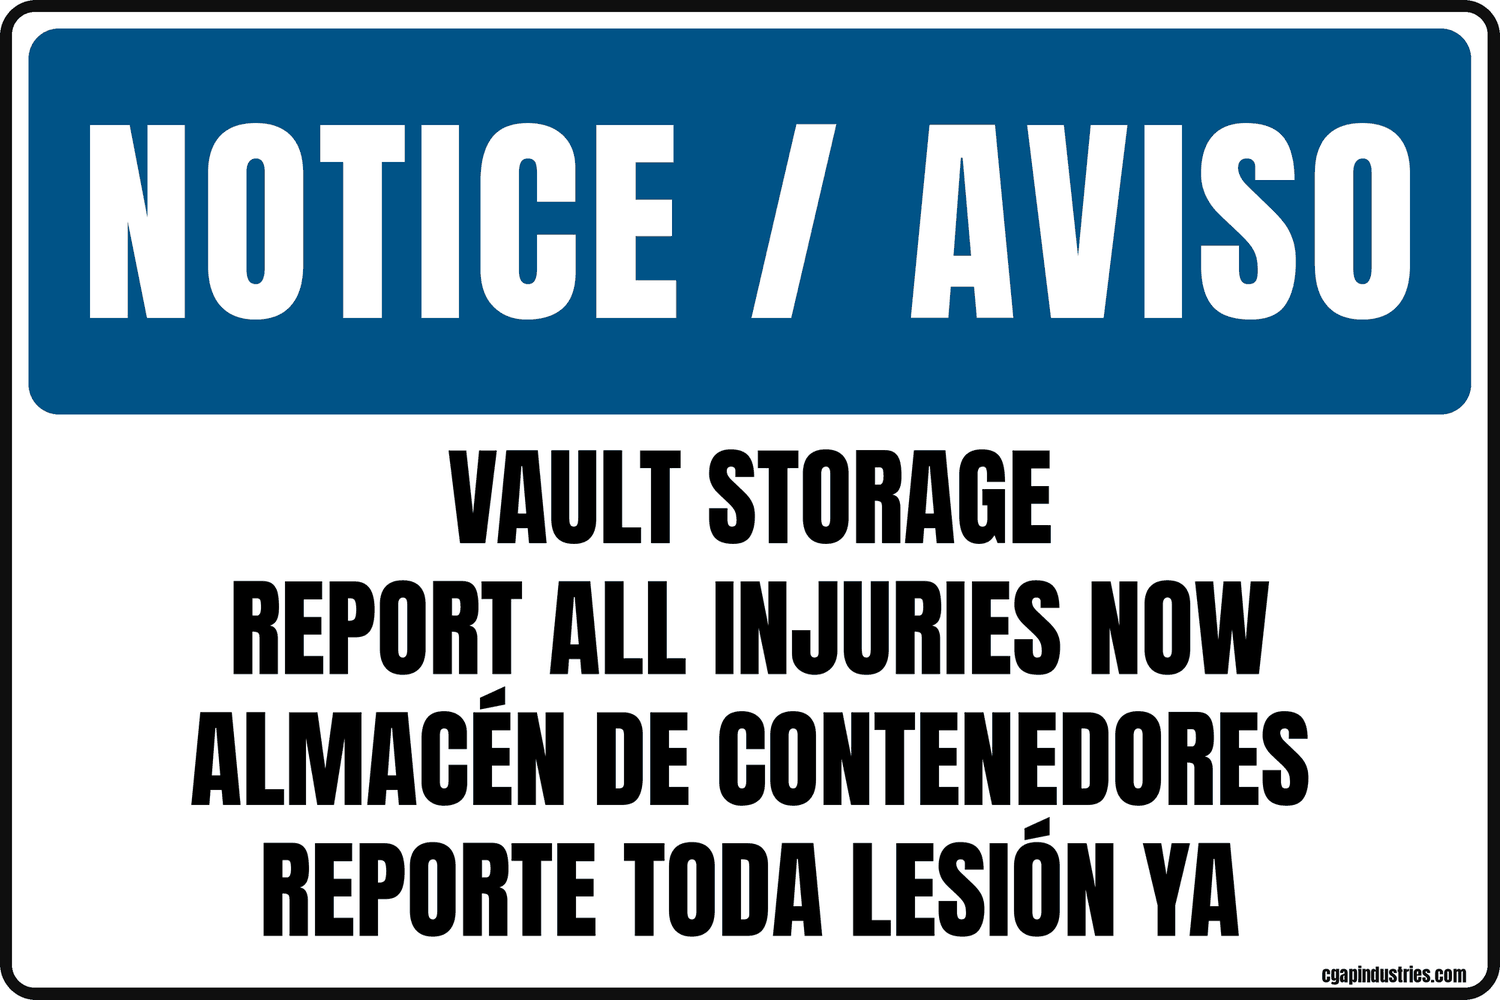 NOTICE / AVISO
VAULT STORAGE
REPORT ALL INJURIES NOW
ALMACÉN DE CONTENEDORES
REPORTE TODA LESIÓN YA
cgapindustries.com